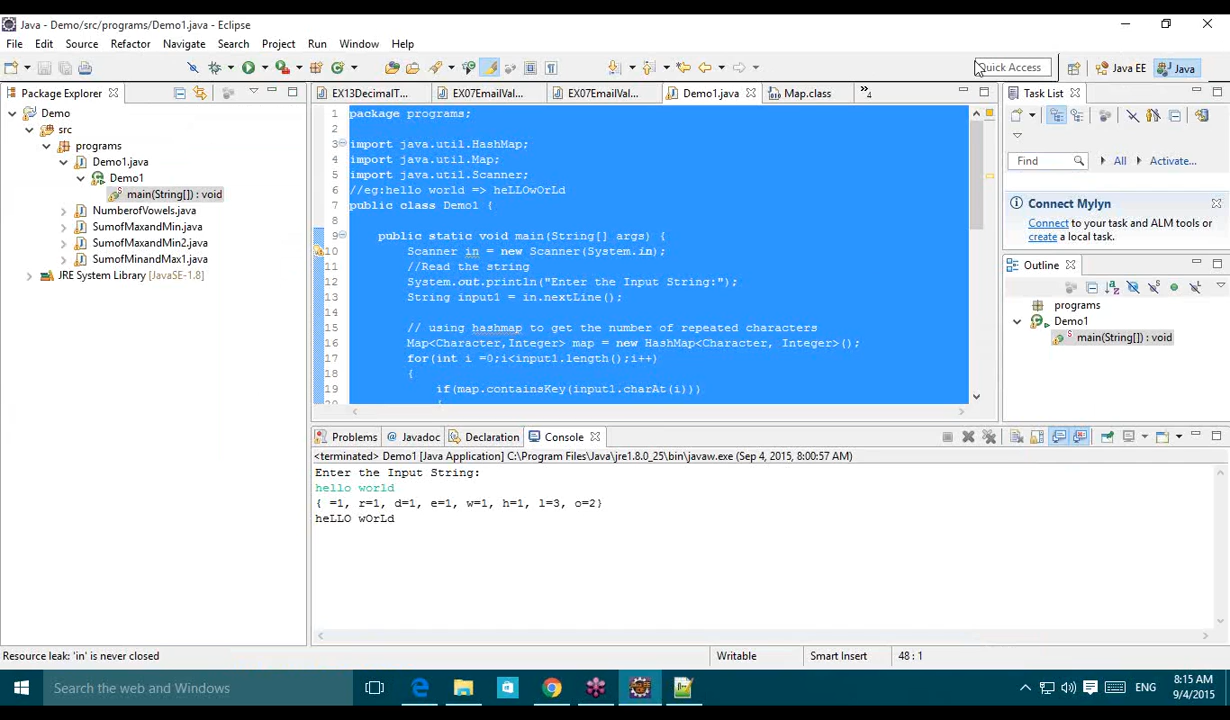 Java - Demo/src/programs/Demo1.java - Eclipse
File Edit Source Refactor Navigate Search Project Run Window Help
Quick Access
Java EE
Java
Package Explorer
Demo
src
programs
Demo1.java
Demo1
main(String[]) : void
NumberofVowels.java
SumofMaxandMin.java
SumofMaxandMin2.java
SumofMinandMax1.java
JRE System Library [JavaSE-1.8]
EX13DecimalT... EX07EmailVal... EX07EmailVal... Demo1.java Map.class 4
1 package programs;
2
3 import java.util.HashMap;
4 import java.util.Map;
5 import java.util.Scanner;
6 //eg:hello world => heLLOwOrLd
7 public class Demo1 {
8
9 public static void main(String[] args) {
10 Scanner in = new Scanner(System.in);
11 //Read the string
12 System.out.println("Enter the Input String:");
13 String input1 = in.nextLine();
14
15 // using hashmap to get the number of repeated characters
16 Map<Character,Integer> map = new HashMap<Character, Integer>();
17 for(int i =0;i<input1.length();i++)
18 {
19 if(map.containsKey(input1.charAt(i)))
20 {
Task List
Find
All
Activate...
Connect Mylyn
Connect to your task and ALM tools or
create a local task.
Outline
programs
Demo1
main(String[]) : void
Problems @ Javadoc Declaration Console
<terminated> Demo1 [Java Application] C:\Program Files\Java\jre1.8.0_25\bin\javaw.exe (Sep 4, 2015, 8:00:57 AM)
Enter the Input String:
hello world
{ =1, r=1, d=1, e=1, w=1, h=1, l=3, o=2}
heLLO wOrLd
Resource leak: 'in' is never closed
Writable
Smart Insert
48 : 1
Search the web and Windows
ENG
8:15 AM
9/4/2015